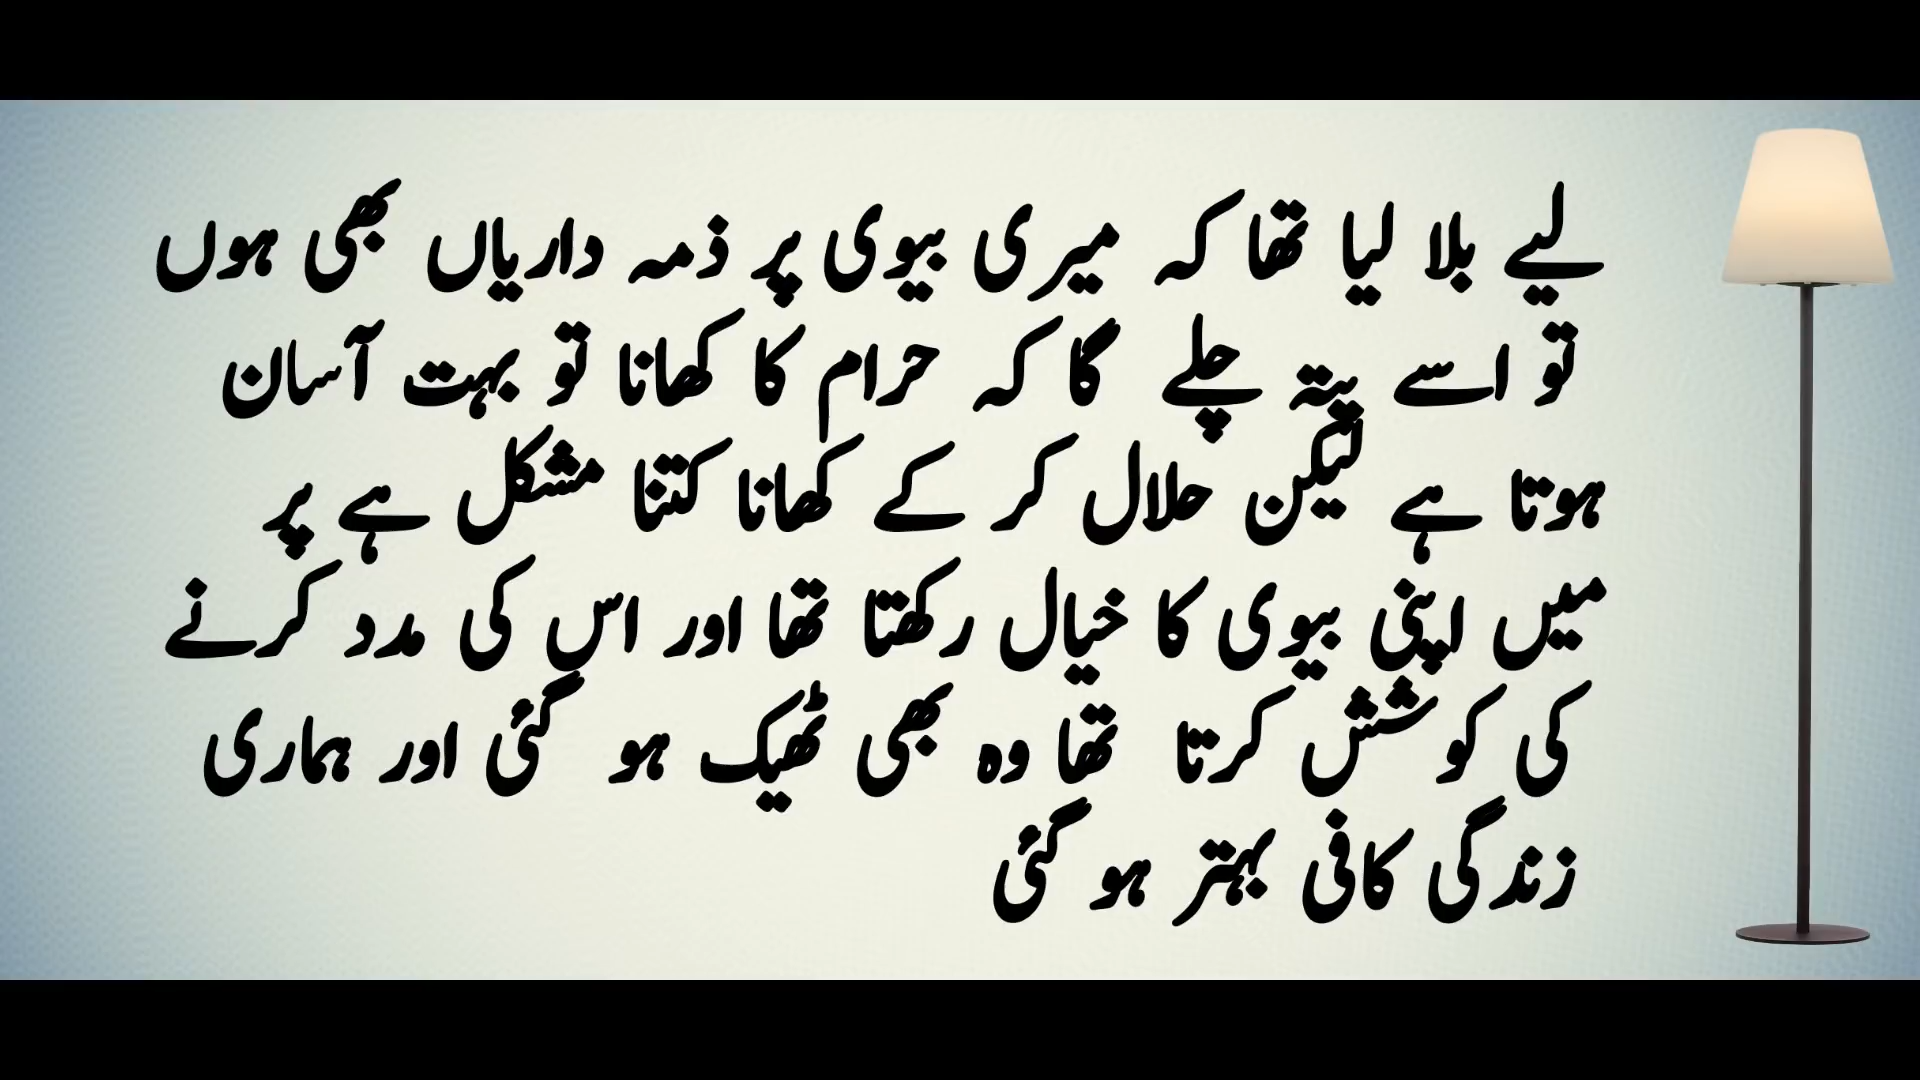 لیے بلا لیا تھا کہ میری بیوی پر ذمہ داریاں بھی ہوں
تو اسے پتہ چلے گا کہ حرام کا کھانا تو بہت آسان
ہوتا ہے لیکن حلال کر کے کھانا کتنا مشکل ہے پر
میں اپنی بیوی کا خیال رکھتا تھا اور اس کی مدد کرنے
کی کوشش کرتا تھا وہ بھی ٹھیک ہو گئی اور ہماری
زندگی کافی بہتر ہو گئی